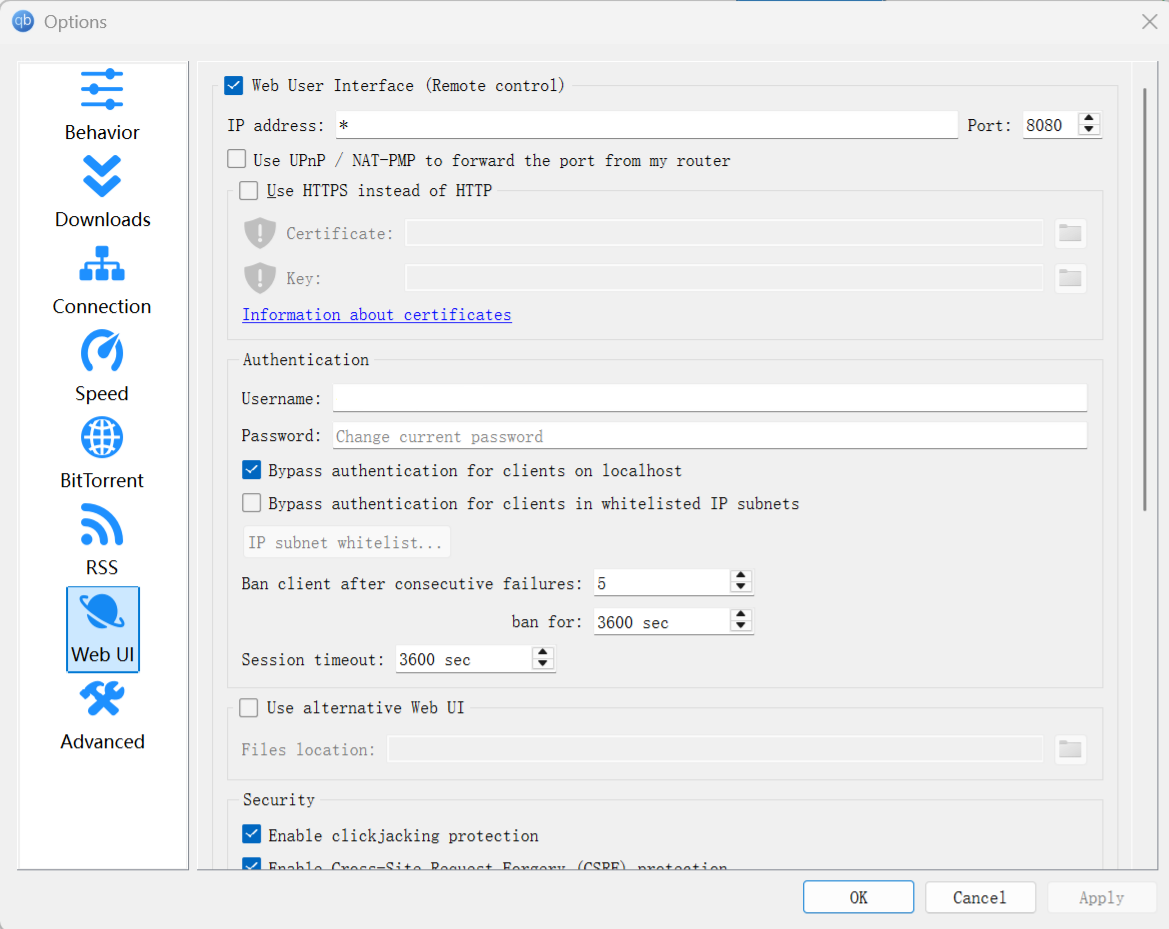 Options
Behavior
Downloads
Connection
Speed
BitTorrent
RSS
Web UI
Advanced
Web User Interface (Remote control)
IP address: * Port: 8080
Use UPnP / NAT-PMP to forward the port from my router
Use HTTPS instead of HTTP
Certificate:
Key:
Information about certificates
Authentication
Username:
Password: Change current password
Bypass authentication for clients on localhost
Bypass authentication for clients in whitelisted IP subnets
IP subnet whitelist...
Ban client after consecutive failures: 5
ban for: 3600 sec
Session timeout: 3600 sec
Use alternative Web UI
Files location:
Security
Enable clickjacking protection
Enable Cross-Site Request Forgery (CSRF) protection
OK Cancel Apply